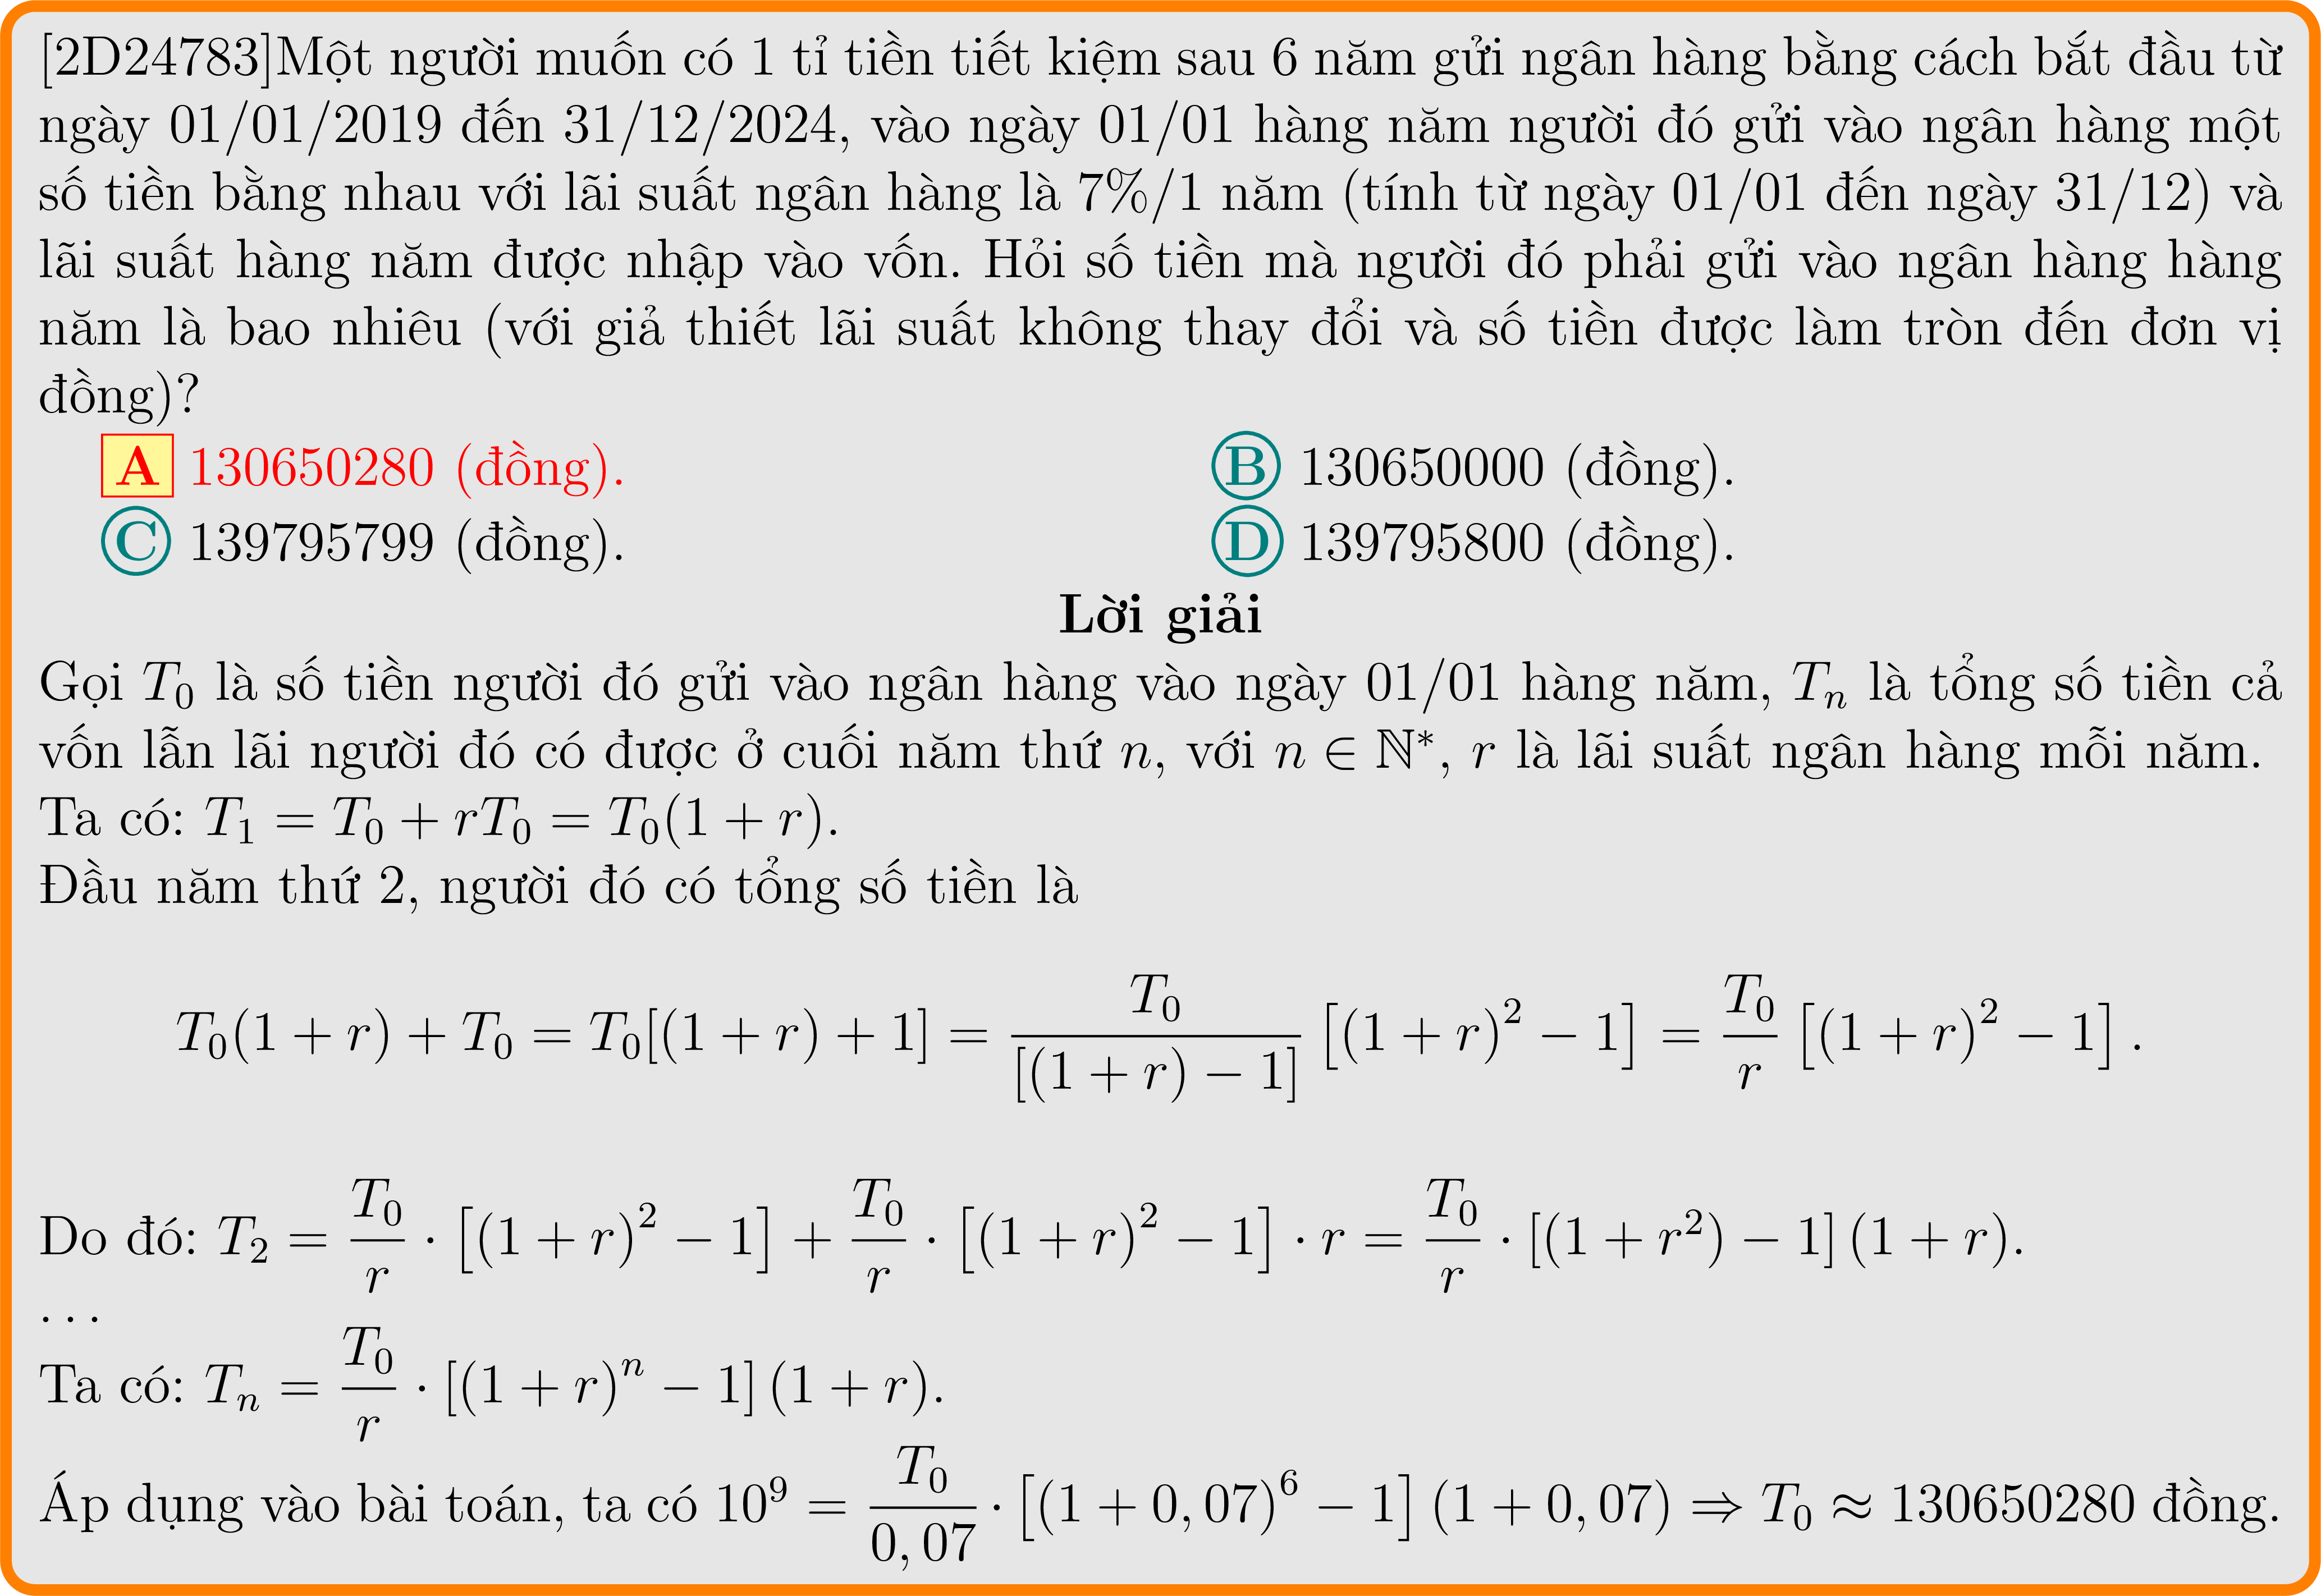 [2D24783]Một người muốn có 1 tỉ tiền tiết kiệm sau 6 năm gửi ngân hàng bằng cách bắt đầu từ
ngày 01/01/2019 đến 31/12/2024, vào ngày 01/01 hàng năm người đó gửi vào ngân hàng một
số tiền bằng nhau với lãi suất ngân hàng là 7%/1 năm (tính từ ngày 01/01 đến ngày 31/12) và
lãi suất hàng năm được nhập vào vốn. Hỏi số tiền mà người đó phải gửi vào ngân hàng hàng
năm là bao nhiêu (với giả thiết lãi suất không thay đổi và số tiền được làm tròn đến đơn vị
đồng)?
A 130650280 (đồng). B 130650000 (đồng).
C 139795799 (đồng). D 139795800 (đồng).
Lời giải
Gọi $T_0$ là số tiền người đó gửi vào ngân hàng vào ngày 01/01 hàng năm, $T_n$ là tổng số tiền cả
vốn lẫn lãi người đó có được ở cuối năm thứ $n$, với $n \in \mathbb{N}^*$, $r$ là lãi suất ngân hàng mỗi năm.
Ta có: $T_1 = T_0 + rT_0 = T_0(1 + r)$.
Đầu năm thứ 2, người đó có tổng số tiền là
$T_0(1 + r) + T_0 = T_0[(1 + r) + 1] = \frac{T_0}{[(1 + r) - 1]} \left[(1 + r)^2 - 1\right] = \frac{T_0}{r} \left[(1 + r)^2 - 1\right].$
Do đó: $T_2 = \frac{T_0}{r} \cdot \left[(1 + r)^2 - 1\right] + \frac{T_0}{r} \cdot \left[(1 + r)^2 - 1\right] \cdot r = \frac{T_0}{r} \cdot \left[(1 + r^2) - 1\right](1 + r).$
· · ·
Ta có: $T_n = \frac{T_0}{r} \cdot \left[(1 + r)^n - 1\right](1 + r).$
Áp dụng vào bài toán, ta có $10^9 = \frac{T_0}{0,07} \cdot \left[(1 + 0,07)^6 - 1\right](1 + 0,07) \Rightarrow T_0 \approx 130650280$ đồng.